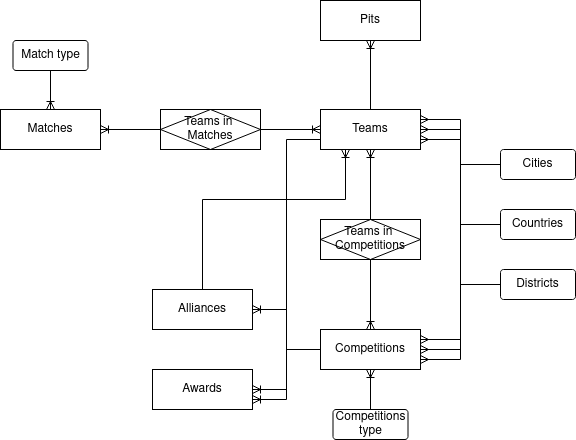 Pits
Match type
Matches
Teams in
Matches
Teams
Cities
Teams in
Competitions
Countries
Districts
Alliances
Competitions
Awards
Competitions
type